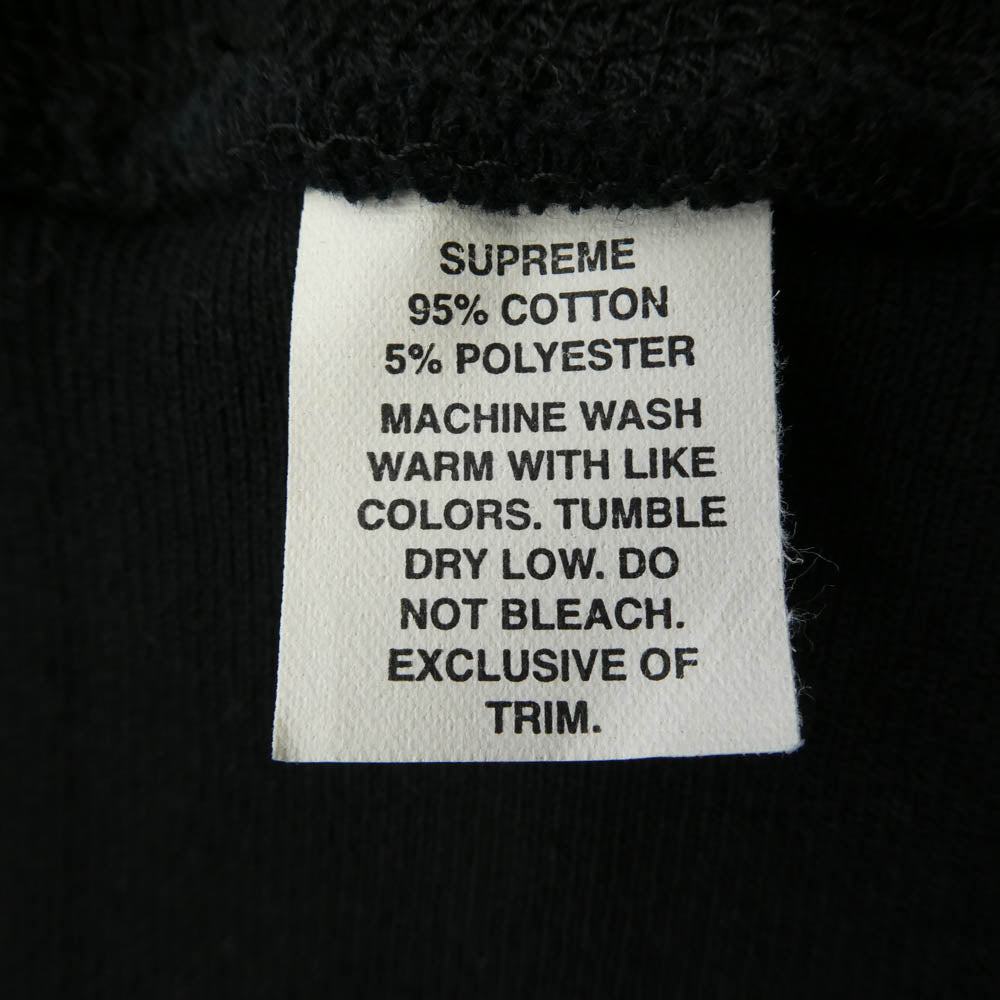 SUPREME
95% COTTON
5% POLYESTER
MACHINE WASH
WARM WITH LIKE
COLORS. TUMBLE
DRY LOW. DO
NOT BLEACH.
EXCLUSIVE OF
TRIM.